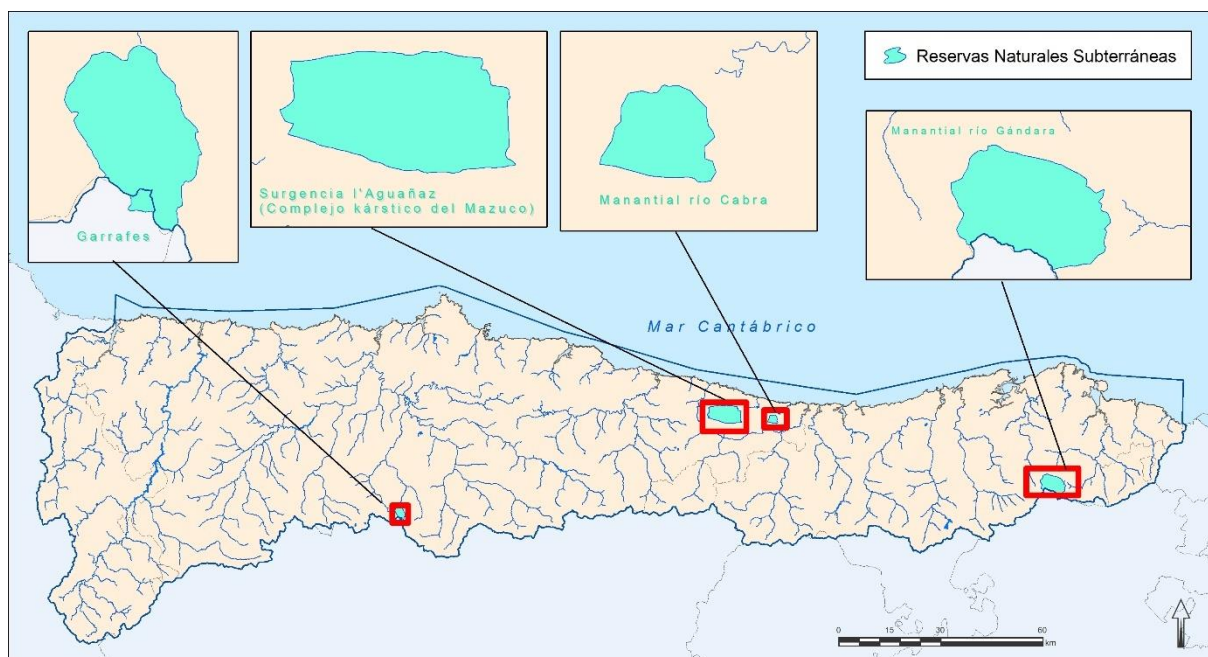 Reservas Naturales Subterráneas
Manantial río Gándara
Surgencia l'Aguañaz
(Complejo kárstico del Mazuco)
Manantial río Cabra
Garrafes
Mar Cantábrico
0 15 30 60
km